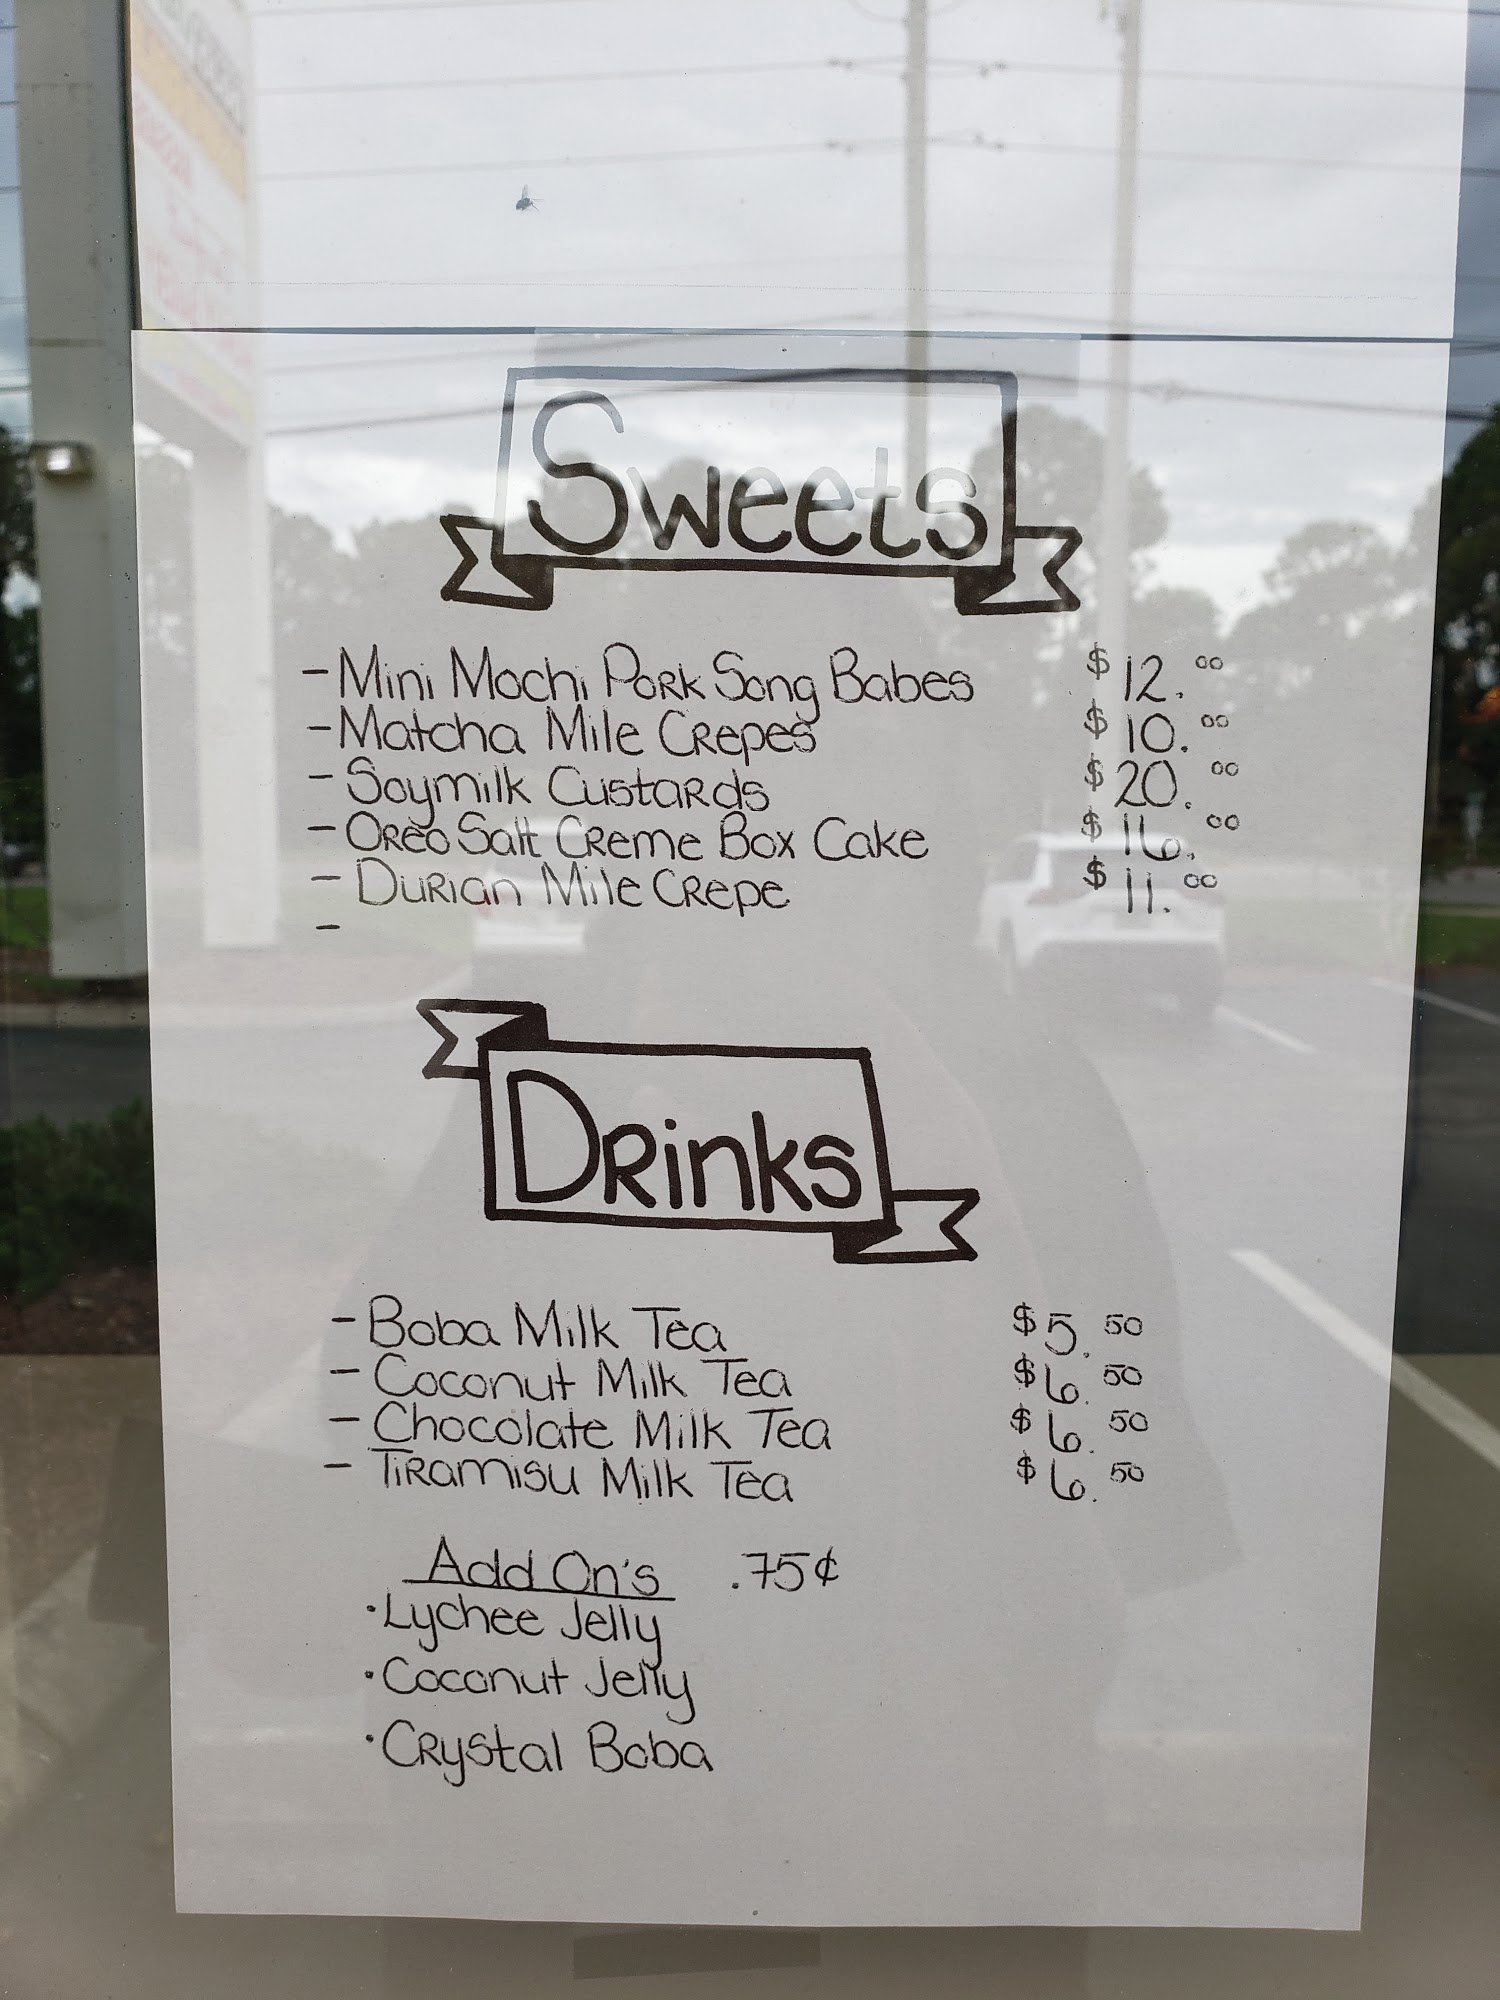 Sweets
- Mini Mochi Pork Song Babes $12.00
- Matcha Mile Crepes $10.00
- Soymilk Custards $20.00
- Oreo Salt Creme Box Cake $16.00
- Durian Mile Crepe $11.00
-
Drinks
- Boba Milk Tea $5.50
- Coconut Milk Tea $6.50
- Chocolate Milk Tea $6.50
- Tiramisu Milk Tea $6.50
Add On's .75¢
· Lychee Jelly
· Coconut Jelly
· Crystal Boba